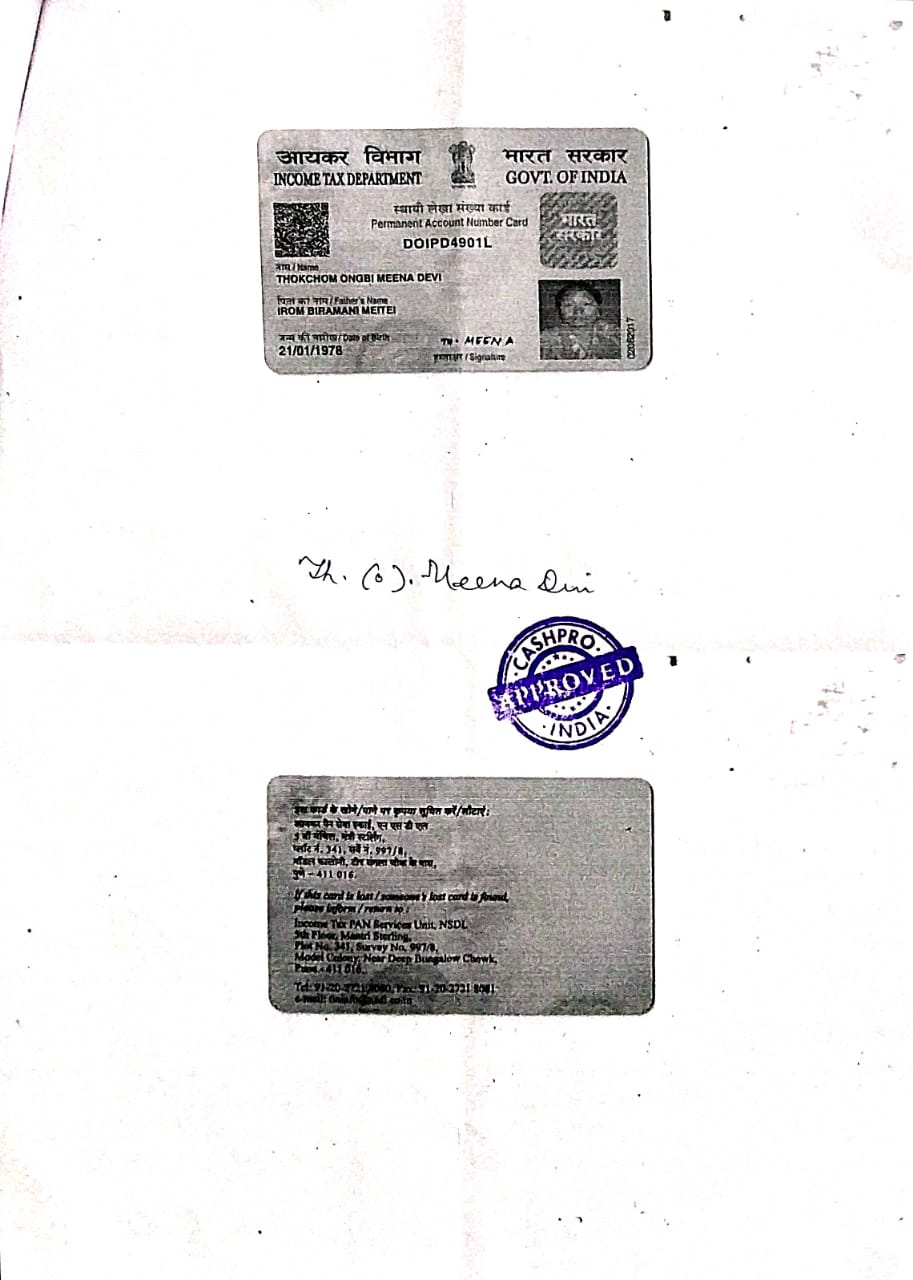 आयकर विभाग
INCOME TAX DEPARTMENT
भारत सरकार
GOVT. OF INDIA
स्थायी लेखा संख्या कार्ड
Permanent Account Number Card
DOIPD4901L
भारत
सरकार
नाम / Name
THOKCHOM ONGBI MEENA DEVI
पिता का नाम / Father's Name
IROM BIRAMANI MEITEI
जन्म की तारीख / Date of Birth
21/01/1978
TH. MEENA
हस्ताक्षर / Signature
Th. (O). Meena Devi
CASHPRO
APPROVED
INDIA
इस कार्ड के खोने/पाने पर कृपया सूचित करें/लौटाएं:
आयकर पैन सेवा इकाई, एन एस डी एल
5 वी मंजिल, मंत्री स्टर्लिंग,
प्लॉट नं. 341, सर्वे नं. 997/8,
मॉडल कालोनी, दीप बंगला चौक के पास,
पुणे - 411 016.
If this card is lost / someone's lost card is found,
please inform / return to :
Income Tax PAN Services Unit, NSDL
5th Floor, Mantri Sterling,
Plot No. 341, Survey No. 997/8,
Model Colony, Near Deep Bungalow Chowk,
Pune - 411 016.
Tel: 91-20-2721 8080, Fax: 91-20-2721 8081
e-mail: tininfo@nsdl.co.in